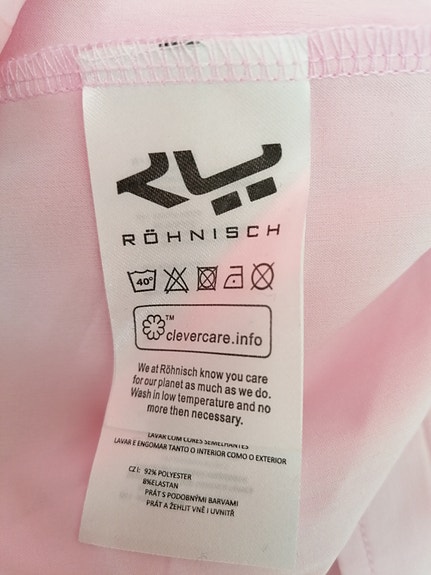 RÖHNISCH
40°
TM
clevercare.info
We at Röhnisch know you care
for our planet as much as we do.
Wash in low temperature and no
more then necessary.
LAVAR COM CORES SEMELHANTES
LAVAR E ENGOMAR TANTO O INTERIOR COMO O EXTERIOR
CZ: 92% POLYESTER
8%ELASTAN
PRÁT S PODOBNÝMI BARVAMI
PRÁT A ŽEHLIT VNĚ I UVNITŘ